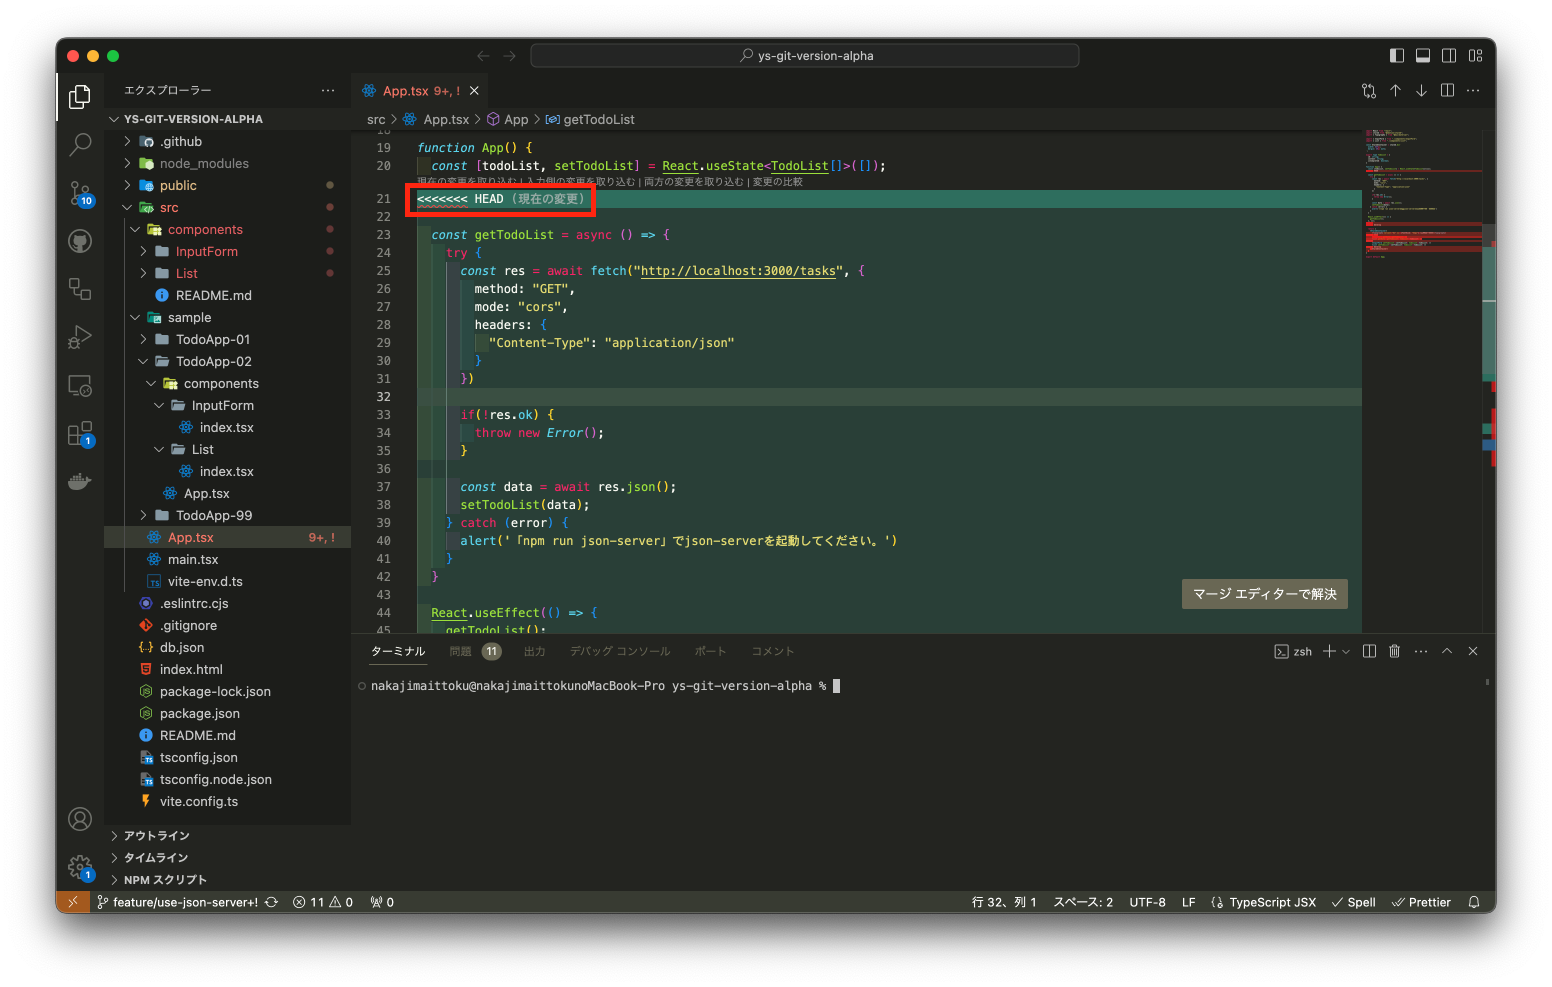 ys-git-version-alpha
エクスプローラー
YS-GIT-VERSION-ALPHA
.github
node_modules
public
src
components
InputForm
List
README.md
sample
TodoApp-01
TodoApp-02
components
InputForm
index.tsx
List
index.tsx
App.tsx
TodoApp-99
App.tsx 9+, !
main.tsx
vite-env.d.ts
.eslintrc.cjs
.gitignore
db.json
index.html
package-lock.json
package.json
README.md
tsconfig.json
tsconfig.node.json
vite.config.ts
アウトライン
タイムライン
NPM スクリプト
10
1
1
App.tsx 9+, !
src > App.tsx > App > getTodoList
19 function App() {
20 const [todoList, setTodoList] = React.useState<TodoList[]>([]);
現在の変更を取り込む | 入力側の変更を取り込む | 両方の変更を取り込む | 変更の比較
21 <<<<<<< HEAD (現在の変更)
22
23 const getTodoList = async () => {
24 try {
25 const res = await fetch("http://localhost:3000/tasks", {
26 method: "GET",
27 mode: "cors",
28 headers: {
29 "Content-Type": "application/json"
30 }
31 })
32
33 if(!res.ok) {
34 throw new Error();
35 }
36
37 const data = await res.json();
38 setTodoList(data);
39 } catch (error) {
40 alert('「npm run json-server」でjson-serverを起動してください。')
41 }
42 }
43
44 React.useEffect(() => {
45 getTodoList();
マージ エディターで解決
ターミナル 問題 11 出力 デバッグ コンソール ポート コメント
zsh
nakajimaittoku@nakajimaittokunoMacBook-Pro ys-git-version-alpha %
feature/use-json-server+! 11 0 0
行 32、列 1 スペース: 2 UTF-8 LF TypeScript JSX Spell Prettier